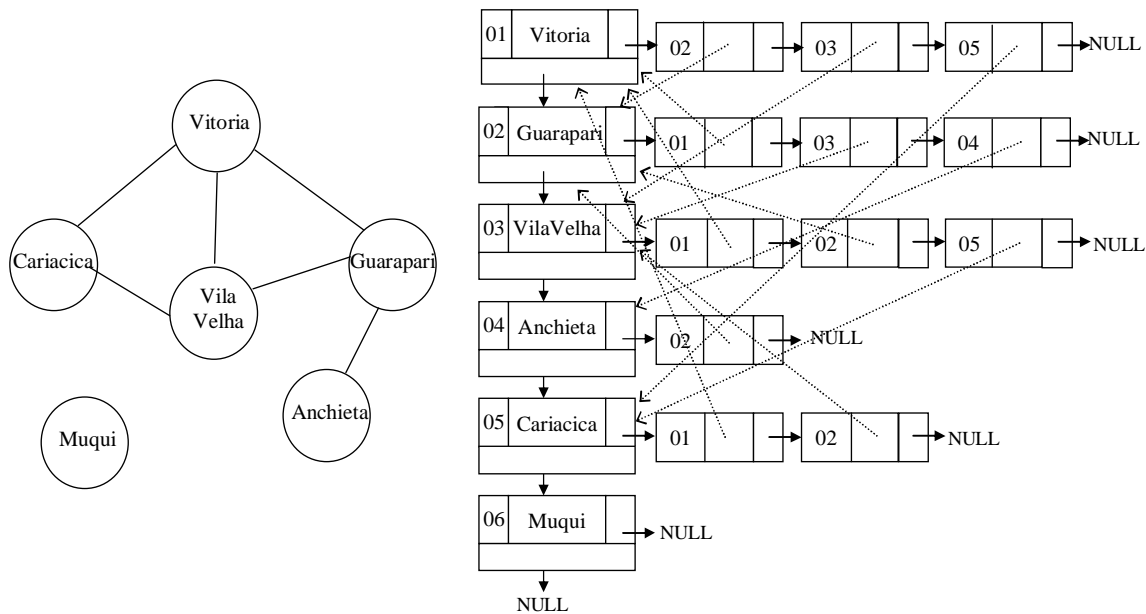 Vitoria
Cariacica
Guarapari
Vila
Velha
Anchieta
Muqui
01 Vitoria 02 03 05 NULL
02 Guarapari 01 03 04 NULL
03 VilaVelha 01 02 05 NULL
04 Anchieta 02 NULL
05 Cariacica 01 02 NULL
06 Muqui NULL
NULL